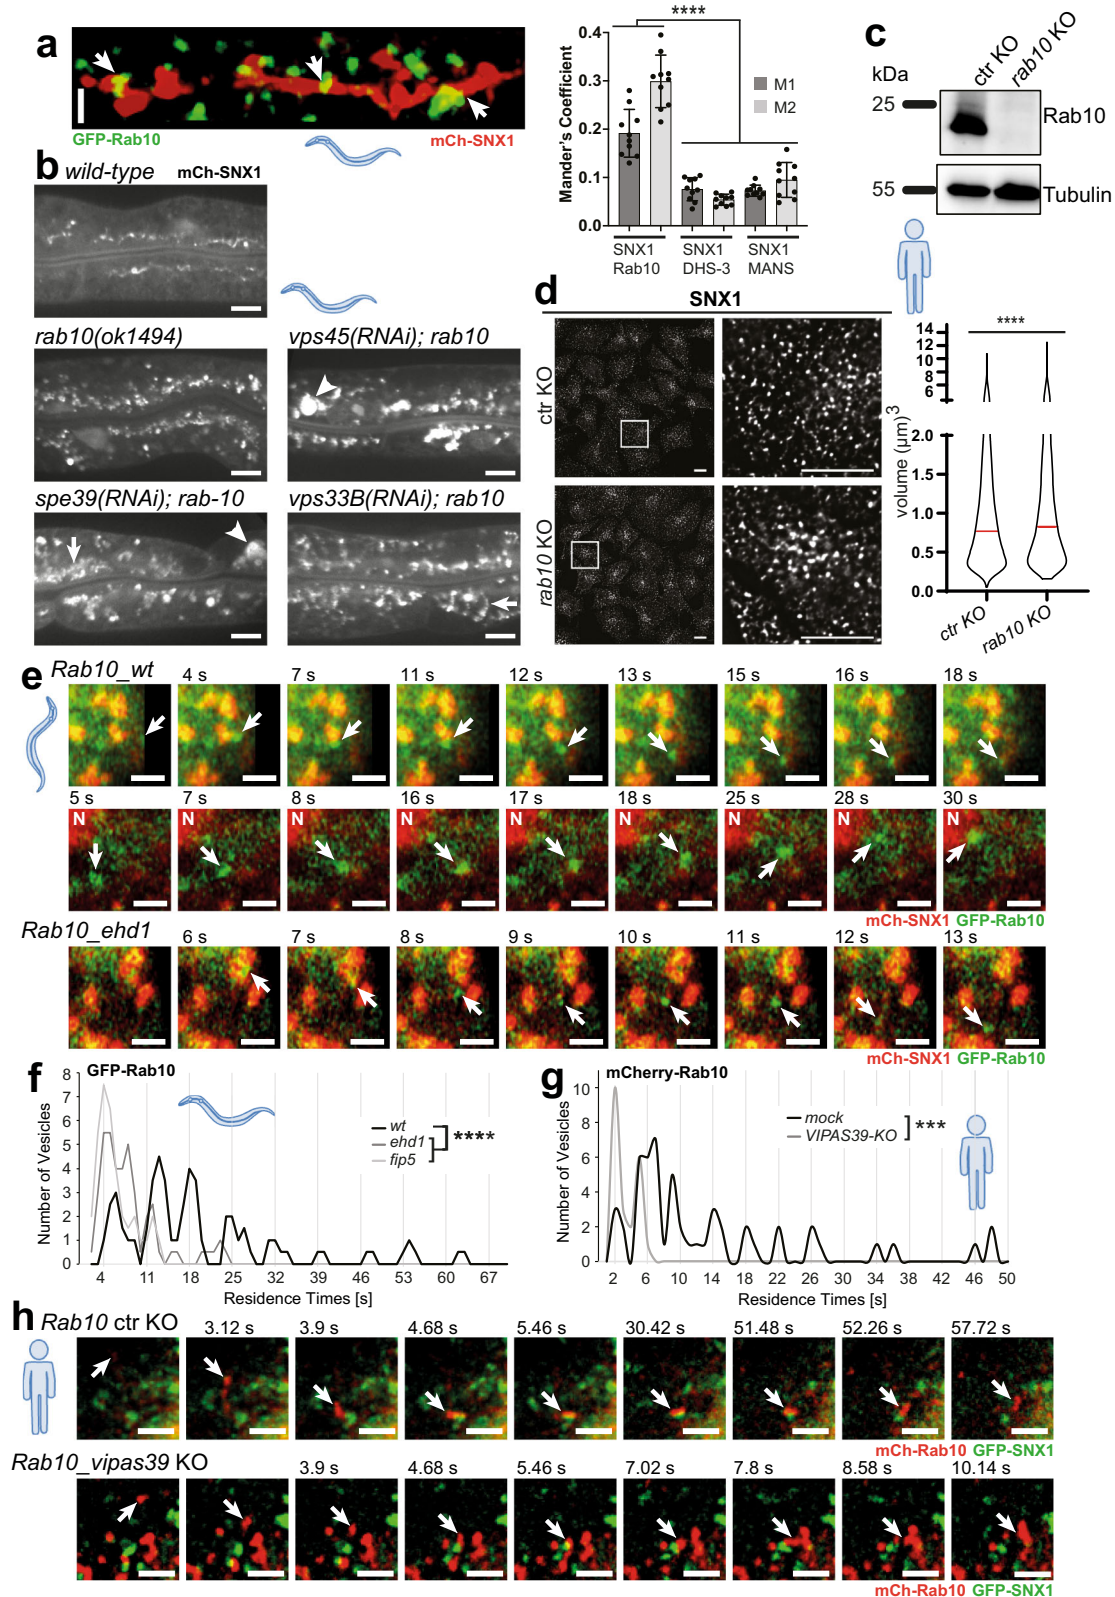 a
GFP-Rab10 mCh-SNX1
****
Mander's Coefficient
0.4
0.3
0.2
0.1
0.0
M1
M2
SNX1 SNX1 SNX1
Rab10 DHS-3 MANS
c
ctr KO rab10 KO
kDa
25 Rab10
55 Tubulin
b wild-type mCh-SNX1
rab10(ok1494) vps45(RNAi); rab10
spe39(RNAi); rab-10 vps33B(RNAi); rab10
d
SNX1
ctr KO
rab10 KO
volume (µm)3
****
14
12
10
8
6
4
2.0
1.0
0.5
0.0
ctr KO rab10 KO
e Rab10_wt
4 s 7 s 11 s 12 s 13 s 15 s 16 s 18 s
5 s 7 s 8 s 16 s 17 s 18 s 25 s 28 s 30 s
N N N N N N N N N
mCh-SNX1 GFP-Rab10
Rab10_ehd1
6 s 7 s 8 s 9 s 10 s 11 s 12 s 13 s
mCh-SNX1 GFP-Rab10
f GFP-Rab10
Number of Vesicles
8
7
6
5
4
3
2
1
0
wt
ehd1
fip5
****
4 11 18 25 32 39 46 53 60 67
Residence Times [s]
g mCherry-Rab10
Number of Vesicles
10
8
6
4
2
0
mock
VIPAS39-KO
***
2 6 10 14 18 22 26 30 34 38 42 46 50
Residence Times [s]
h Rab10 ctr KO
3.12 s 3.9 s 4.68 s 5.46 s 30.42 s 51.48 s 52.26 s 57.72 s
mCh-Rab10 GFP-SNX1
Rab10_vipas39 KO
3.9 s 4.68 s 5.46 s 7.02 s 7.8 s 8.58 s 10.14 s
mCh-Rab10 GFP-SNX1